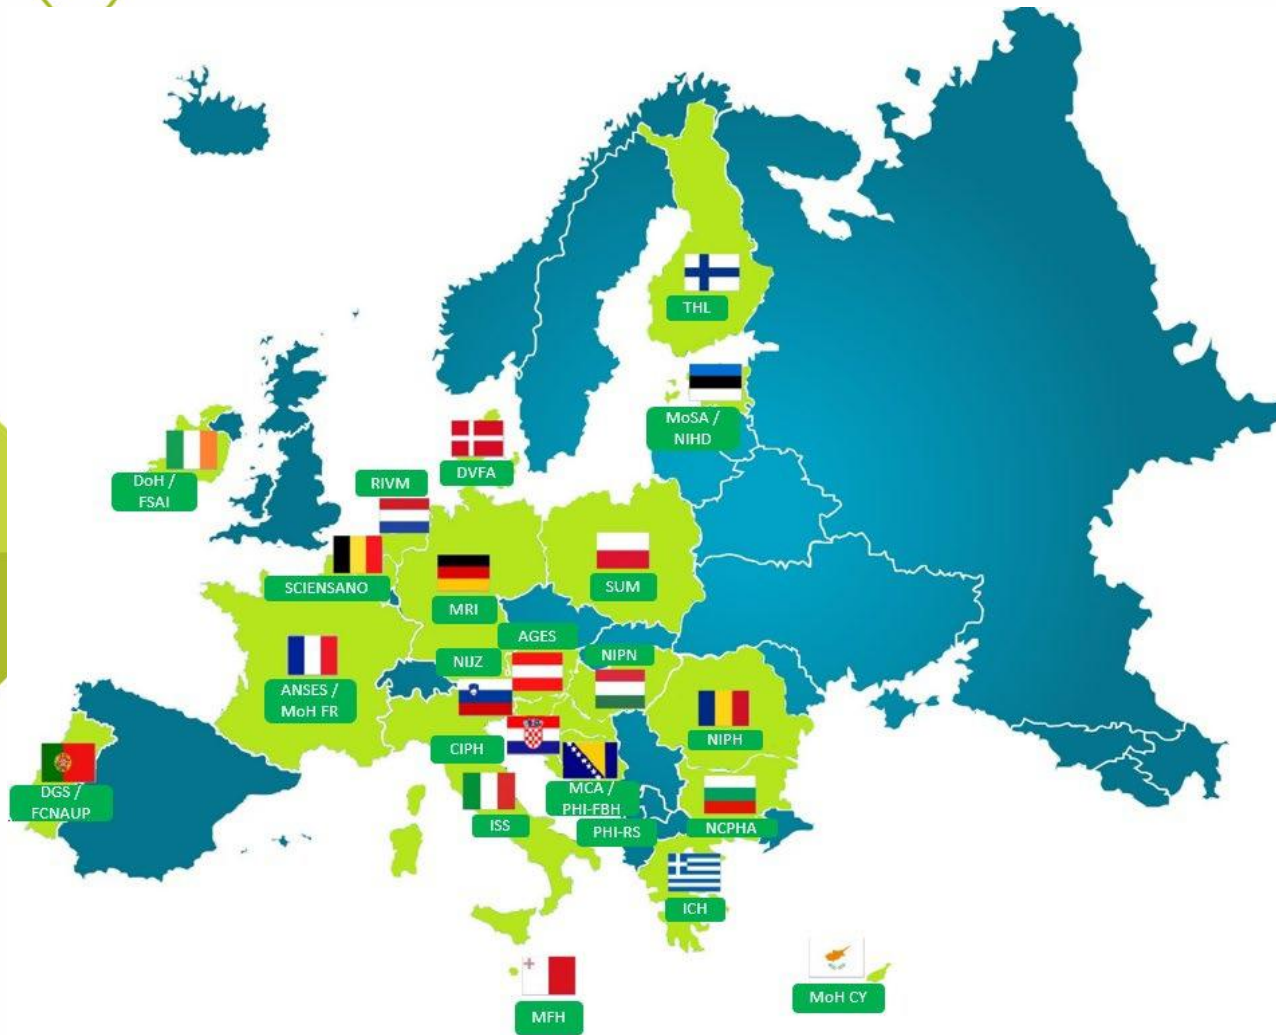 THL
MoSA /
NIHD
DoH /
FSAI
DVFA
RIVM
SCIENSANO
MRI
SUM
AGES
NIJZ
NIPN
ANSES /
MoH FR
NIPH
CIPH
DGS /
FCNAUP
MCA /
PHI-FBH
ISS
PHI-RS
NCPHA
ICH
MFH
MoH CY